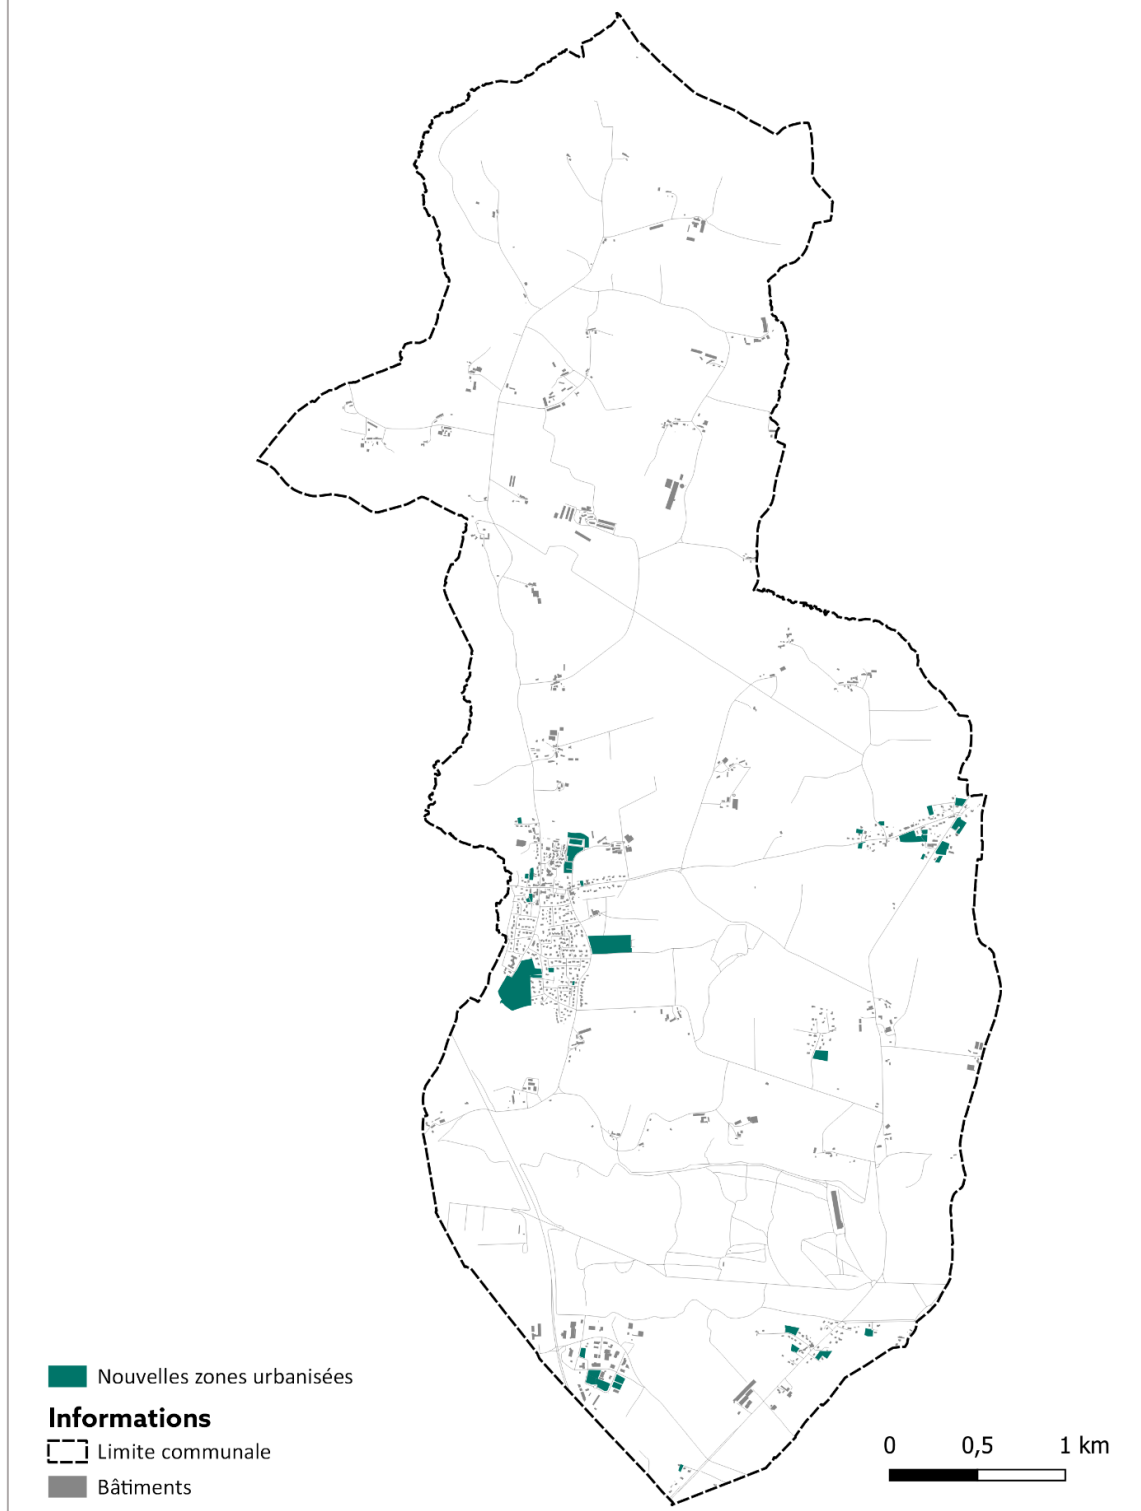 Nouvelles zones urbanisées
Informations
Limite communale
Bâtiments
0 0,5 1 km